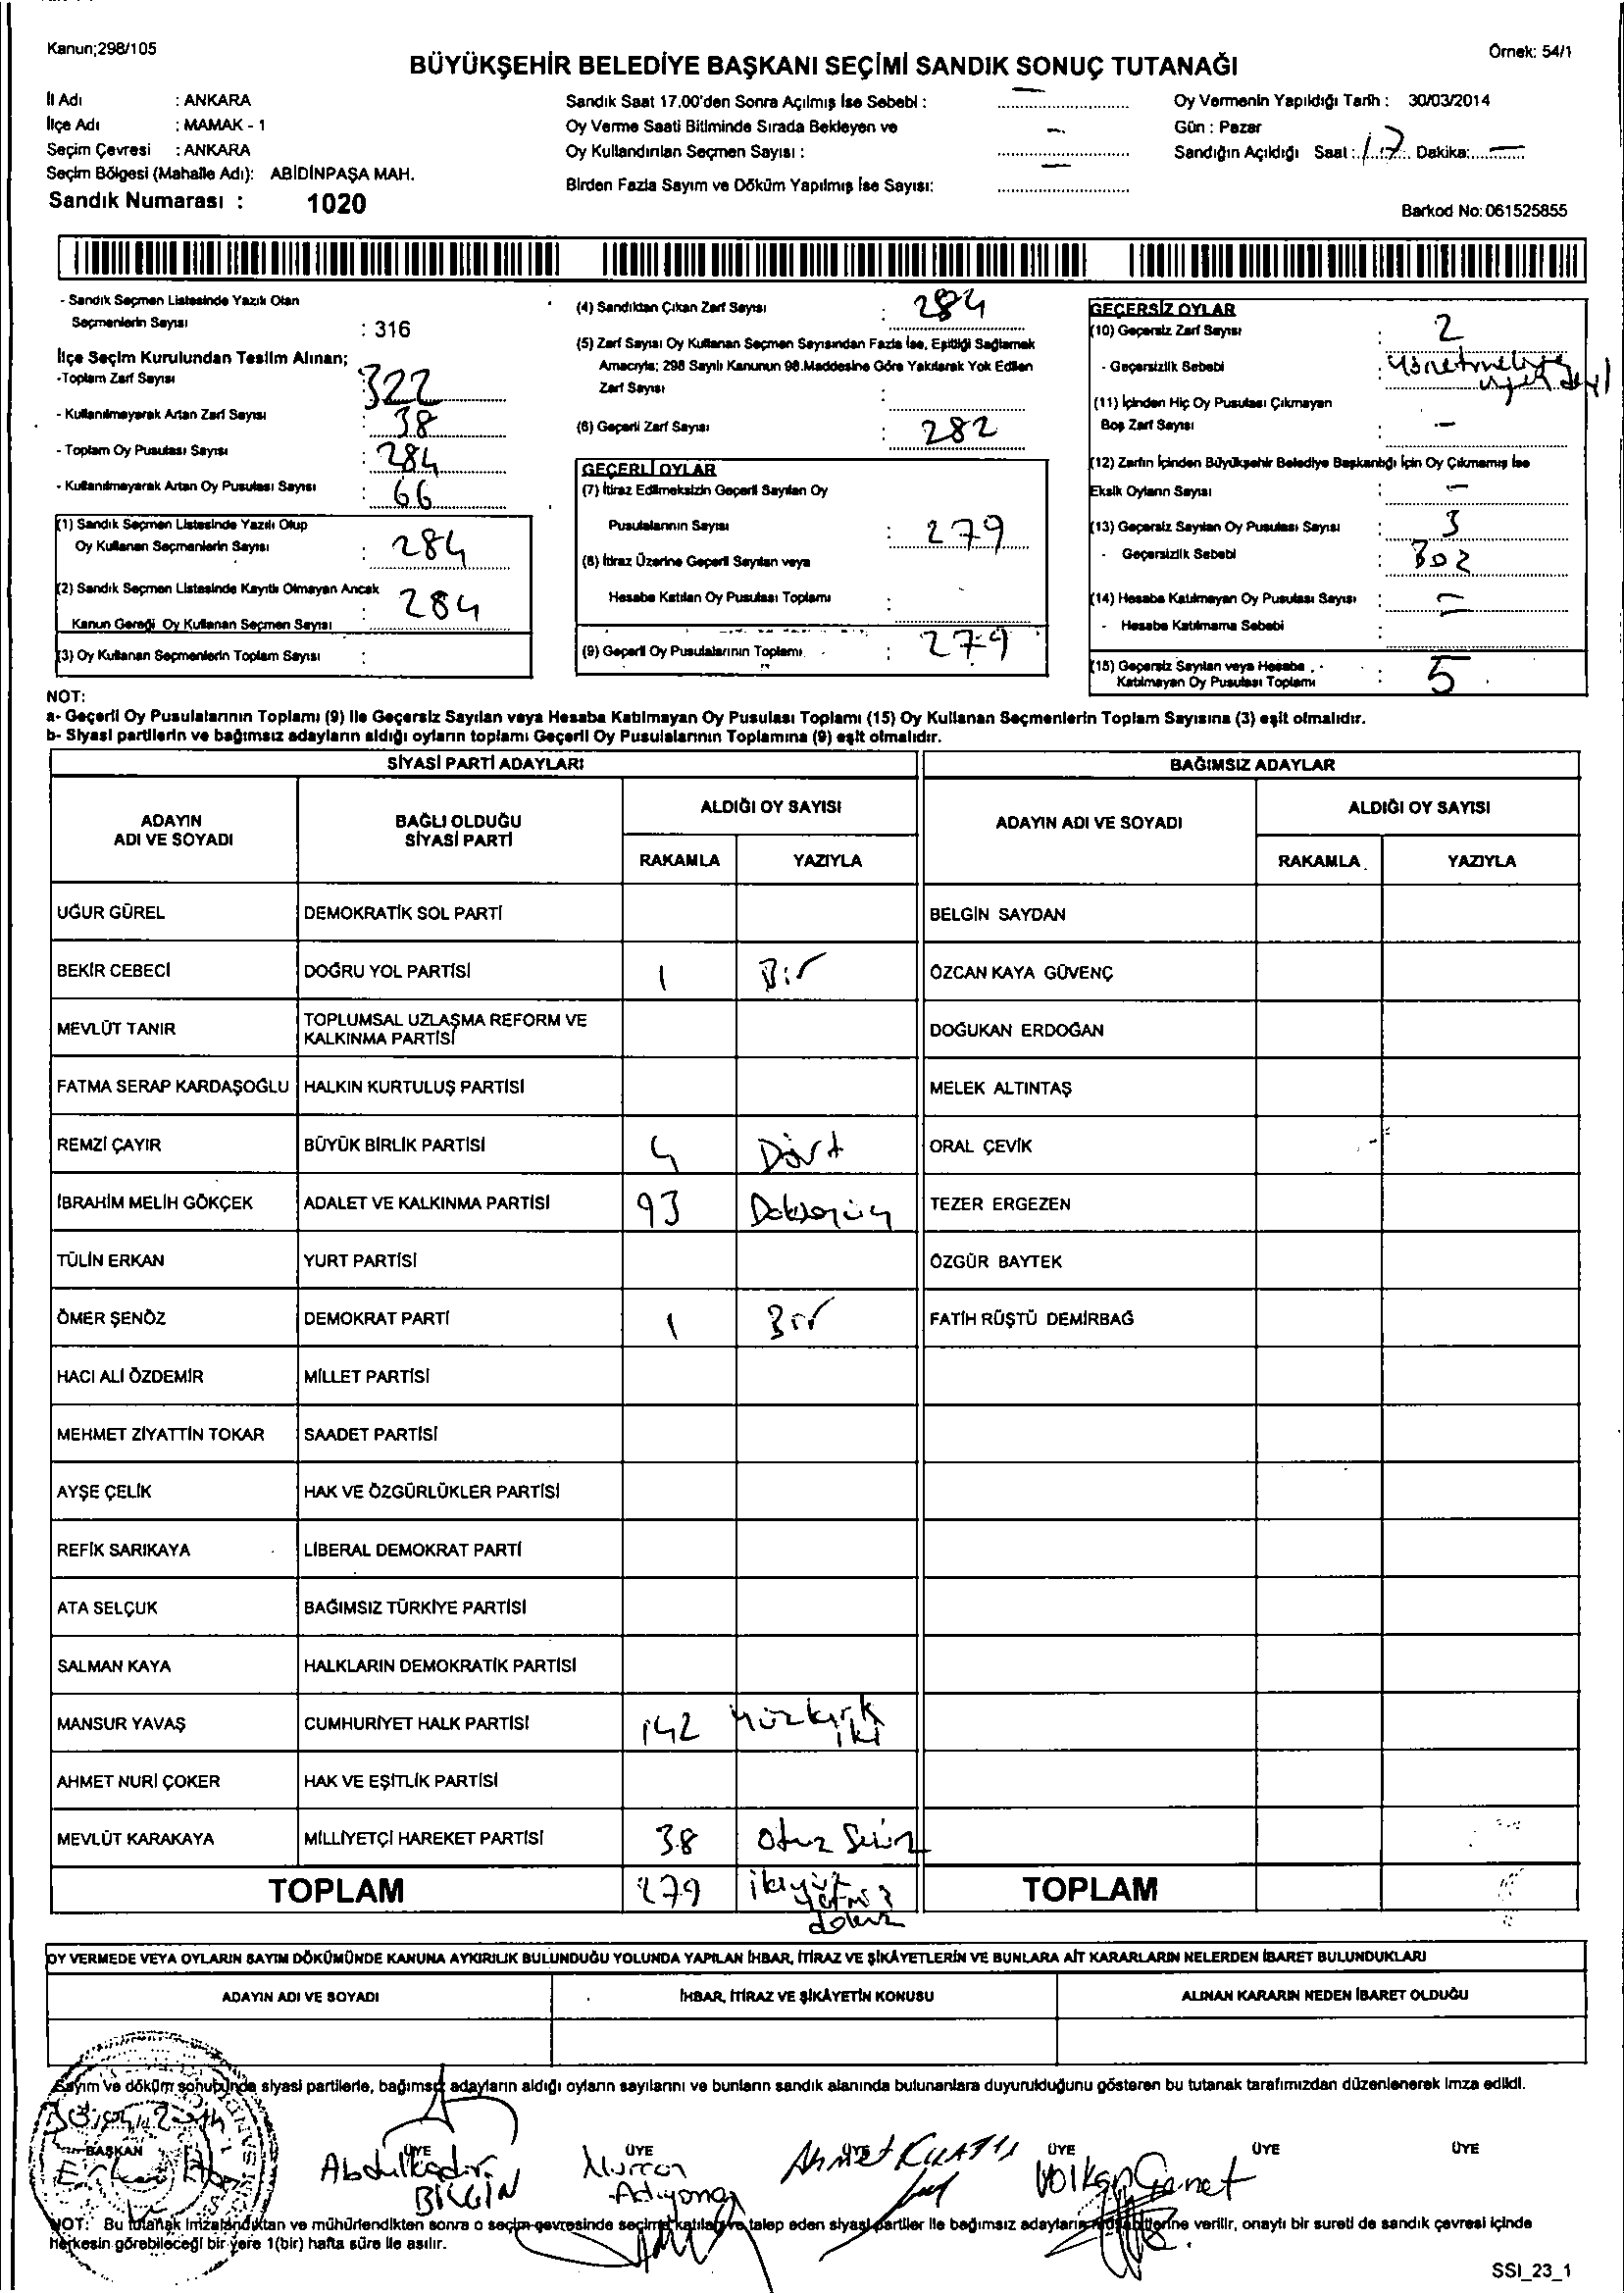 Kanun;298/105
BÜYÜKŞEHİR BELEDİYE BAŞKANI SEÇİMİ SANDIK SONUÇ TUTANAĞI
Örnek: 54/1
İl Adı : ANKARA
İlçe Adı : MAMAK - 1
Seçim Çevresi : ANKARA
Seçim Bölgesi (Mahalle Adı): ABİDİNPAŞA MAH.
Sandık Numarası : 1020
Sandık Saat 17.00'den Sonra Açılmış İse Sebebi : —
Oy Verme Saati Bitiminde Sırada Bekleyen ve
Oy Kullandırılan Seçmen Sayısı : —
Birden Fazla Sayım ve Döküm Yapılmış İse Sayısı: —
Oy Vermenin Yapıldığı Tarih : 30/03/2014
Gün : Pazar
Sandığın Açıldığı Saat : 17 Dakika: —
Barkod No: 061525855
- Sandık Seçmen Listesinde Yazılı Olan
Seçmenlerin Sayısı : 316
İlçe Seçim Kurulundan Teslim Alınan;
-Toplam Zarf Sayısı : 322
- Kullanılmayarak Artan Zarf Sayısı : 38
- Toplam Oy Pusulası Sayısı : 284
- Kullanılmayarak Artan Oy Pusulası Sayısı : 66
(1) Sandık Seçmen Listesinde Yazılı Olup
Oy Kullanan Seçmenlerin Sayısı : 284
(2) Sandık Seçmen Listesinde Kayıtlı Olmayan Ancak
Kanun Gereği Oy Kullanan Seçmen Sayısı : 284
(3) Oy Kullanan Seçmenlerin Toplam Sayısı :
(4) Sandıktan Çıkan Zarf Sayısı : 284
(5) Zarf Sayısı Oy Kullanan Seçmen Sayısından Fazla İse, Eşitliği Sağlamak
Amacıyla; 298 Sayılı Kanunun 98.Maddesine Göre Yakılarak Yok Edilen
Zarf Sayısı :
(6) Geçerli Zarf Sayısı : 282
GEÇERLİ OYLAR
(7) İtiraz Edilmeksizin Geçerli Sayılan Oy
Pusulalarının Sayısı : 279
(8) İtiraz Üzerine Geçerli Sayılan veya
Hesaba Katılan Oy Pusulası Toplamı :
(9) Geçerli Oy Pusulalarının Toplamı : 279
GEÇERSİZ OYLAR
(10) Geçersiz Zarf Sayısı : 2
- Geçersizlik Sebebi : Yönetmeliğe uygun değil
(11) İçinden Hiç Oy Pusulası Çıkmayan
Boş Zarf Sayısı : —
(12) Zarfın İçinden Büyükşehir Belediye Başkanlığı İçin Oy Çıkmamış İse
Eksik Oyların Sayısı : —
(13) Geçersiz Sayılan Oy Pusulası Sayısı : 3
- Geçersizlik Sebebi
(14) Hesaba Katılmayan Oy Pusulası Sayısı : —
- Hesaba Katılmama Sebebi : —
(15) Geçersiz Sayılan veya Hesaba
Katılmayan Oy Pusulası Toplamı : 5
NOT:
a- Geçerli Oy Pusulalarının Toplamı (9) İle Geçersiz Sayılan veya Hesaba Katılmayan Oy Pusulası Toplamı (15) Oy Kullanan Seçmenlerin Toplam Sayısına (3) eşit olmalıdır.
b- Siyasi partilerin ve bağımsız adayların aldığı oyların toplamı Geçerli Oy Pusulalarının Toplamına (9) eşit olmalıdır.
SİYASİ PARTİ ADAYLARI BAĞIMSIZ ADAYLAR
ADAYIN ADI VE SOYADI BAĞLI OLDUĞU SİYASİ PARTİ ALDIĞI OY SAYISI ADAYIN ADI VE SOYADI ALDIĞI OY SAYISI
RAKAMLA YAZIYLA RAKAMLA YAZIYLA
UĞUR GÜREL DEMOKRATİK SOL PARTİ BELGİN SAYDAN
BEKİR CEBECİ DOĞRU YOL PARTİSİ 1 Bir ÖZCAN KAYA GÜVENÇ
MEVLÜT TANIR TOPLUMSAL UZLAŞMA REFORM VE KALKINMA PARTİSİ DOĞUKAN ERDOĞAN
FATMA SERAP KARDAŞOĞLU HALKIN KURTULUŞ PARTİSİ MELEK ALTINTAŞ
REMZİ ÇAYIR BÜYÜK BİRLİK PARTİSİ 4 Dört ORAL ÇEVİK
İBRAHİM MELİH GÖKÇEK ADALET VE KALKINMA PARTİSİ 93 Doksanüç TEZER ERGEZEN
TÜLİN ERKAN YURT PARTİSİ ÖZGÜR BAYTEK
ÖMER ŞENÖZ DEMOKRAT PARTİ 1 Bir FATİH RÜŞTÜ DEMİRBAĞ
HACI ALİ ÖZDEMİR MİLLET PARTİSİ
MEHMET ZİYATTİN TOKAR SAADET PARTİSİ
AYŞE ÇELİK HAK VE ÖZGÜRLÜKLER PARTİSİ
REFİK SARIKAYA LİBERAL DEMOKRAT PARTİ
ATA SELÇUK BAĞIMSIZ TÜRKİYE PARTİSİ
SALMAN KAYA HALKLARIN DEMOKRATİK PARTİSİ
MANSUR YAVAŞ CUMHURİYET HALK PARTİSİ 142 Yüzkırk iki
AHMET NURİ ÇOKER HAK VE EŞİTLİK PARTİSİ
MEVLÜT KARAKAYA MİLLİYETÇİ HAREKET PARTİSİ 38 Otuz Sekiz
TOPLAM 279 ikiyüz yetmiş dokuz TOPLAM
OY VERMEDE VEYA OYLARIN SAYIM DÖKÜMÜNDE KANUNA AYKIRILIK BULUNDUĞU YOLUNDA YAPILAN İHBAR, İTİRAZ VE ŞİKÂYETLERİN VE BUNLARA AİT KARARLARIN NELERDEN İBARET BULUNDUKLARI
ADAYIN ADI VE SOYADI İHBAR, İTİRAZ VE ŞİKÂYETİN KONUSU ALINAN KARARIN NEDEN İBARET OLDUĞU
Sayım ve döküm sonubunda siyasi partilerle, bağımsız adayların aldığı oyların sayılarını ve bunların sandık alanında bulunanlara duyurulduğunu gösteren bu tutanak tarafımızdan düzenlenerek imza edildi.
BAŞKAN ÜYE ÜYE ÜYE ÜYE ÜYE ÜYE
Abdulkadir BİLGİN Ahmet Volkan
NOT: Bu tutanak imzalandıktan ve mühürlendikten sonra o seçim çevresinde seçime katılan ve talep eden siyasi partiler ile bağımsız adayların müşahitlerine verilir, onaylı bir sureti de sandık çevresi içinde
herkesin görebileceği bir yere 1(bir) hafta süre ile asılır.
SSI_23_1